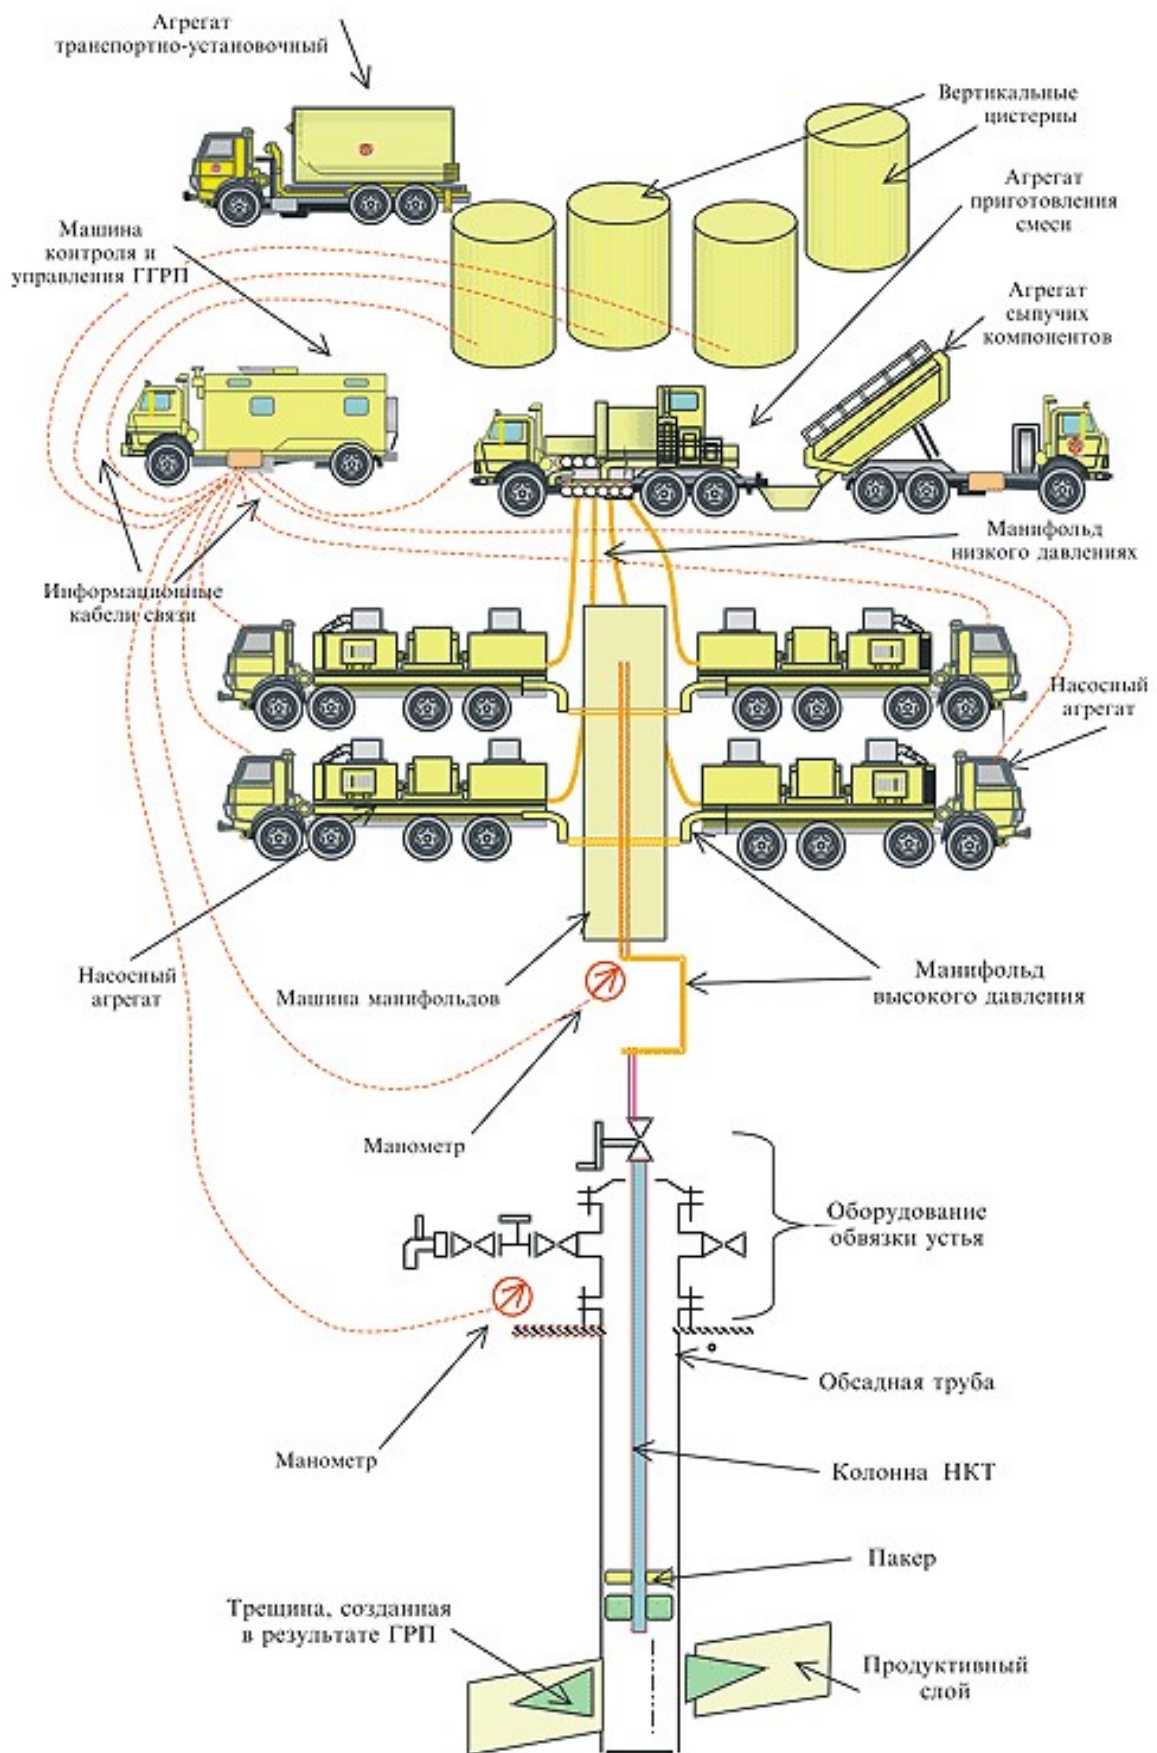 Агрегат
транспортно-установочный
Вертикальные
цистерны
Агрегат
приготовления
смеси
Машина
контроля и
управления ГГРП
Агрегат
сыпучих
компонентов
Манифольд
низкого давлениях
Информационные
кабели связи
Насосный
агрегат
Насосный
агрегат
Машина манифольдов
Манифольд
высокого давления
Манометр
Оборудование
обвязки устья
Обсадная труба
Манометр
Колонна НКТ
Пакер
Трещина, созданная
в результате ГРП
Продуктивный
слой